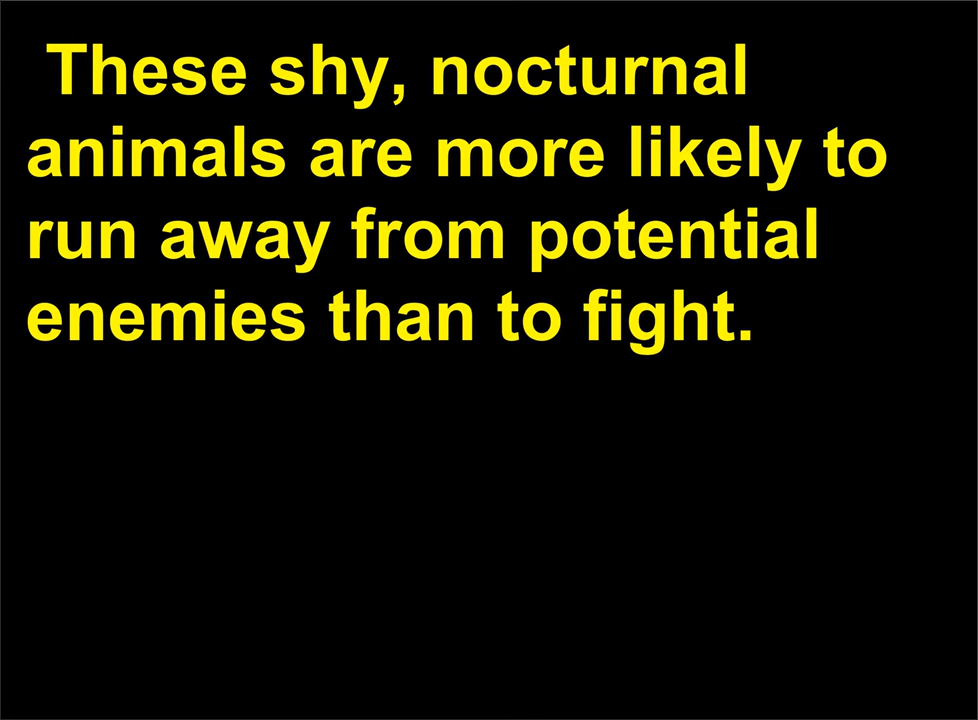 These shy, nocturnal
animals are more likely to
run away from potential
enemies than to fight.